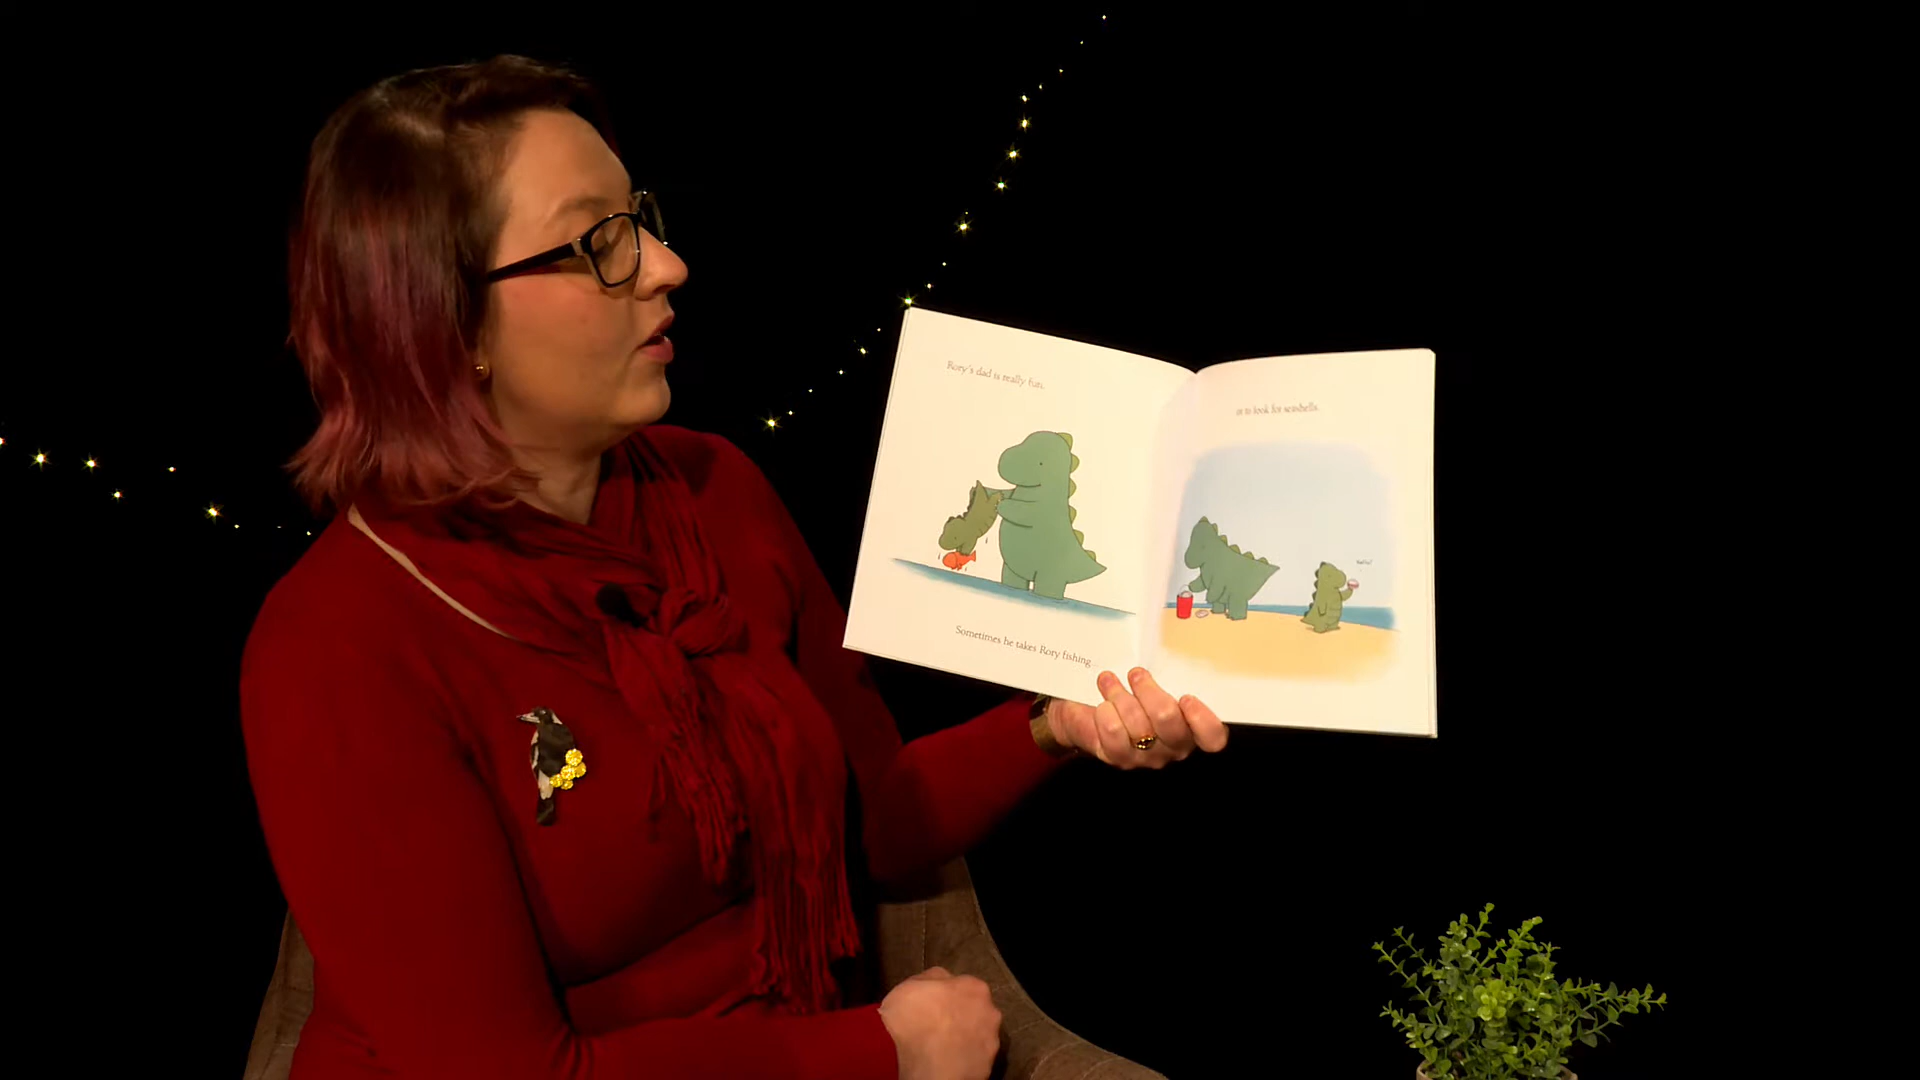 Rory's dad is really fun.
Sometimes he takes Rory fishing...
or to look for seashells.